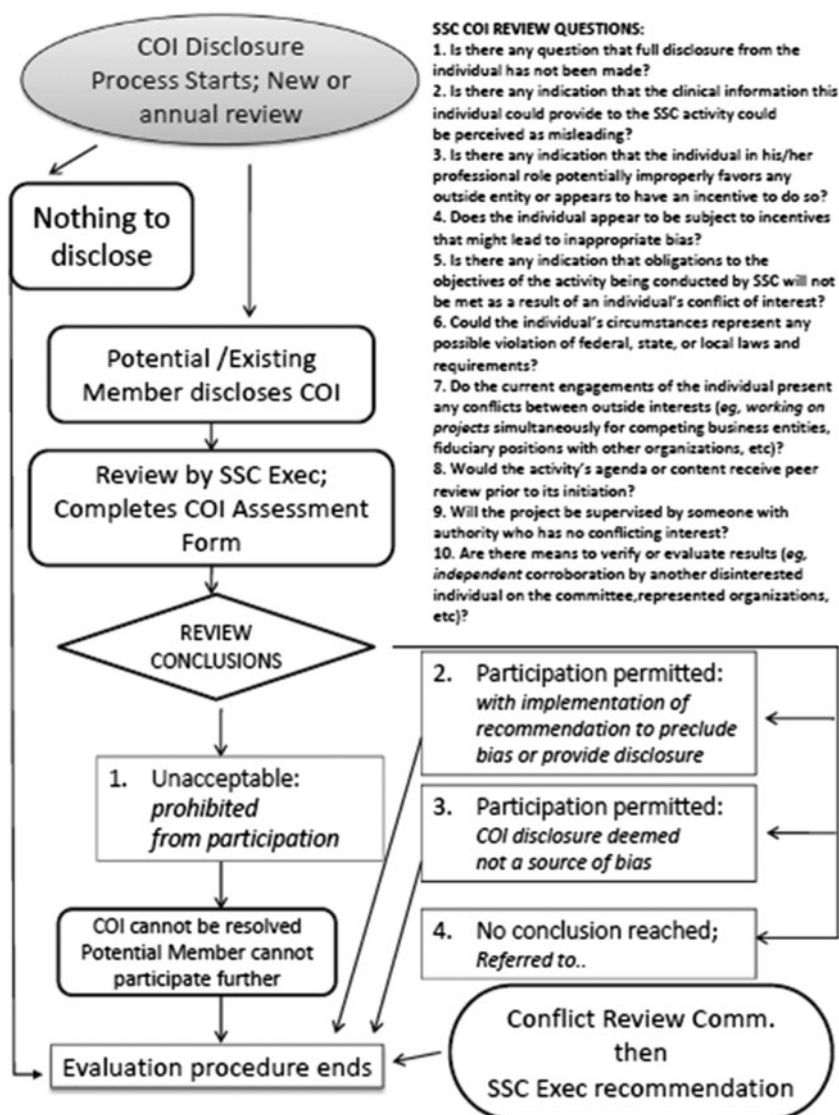 COI Disclosure
Process Starts; New or
annual review
Nothing to
disclose
Potential /Existing
Member discloses COI
Review by SSC Exec;
Completes COI Assessment
Form
REVIEW
CONCLUSIONS
1. Unacceptable:
prohibited
from participation
COI cannot be resolved
Potential Member cannot
participate further
Evaluation procedure ends
SSC COI REVIEW QUESTIONS:
1. Is there any question that full disclosure from the
individual has not been made?
2. Is there any indication that the clinical information this
individual could provide to the SSC activity could
be perceived as misleading?
3. Is there any indication that the individual in his/her
professional role potentially improperly favors any
outside entity or appears to have an incentive to do so?
4. Does the individual appear to be subject to incentives
that might lead to inappropriate bias?
5. Is there any indication that obligations to the
objectives of the activity being conducted by SSC will not
be met as a result of an individual's conflict of interest?
6. Could the individual's circumstances represent any
possible violation of federal, state, or local laws and
requirements?
7. Do the current engagements of the individual present
any conflicts between outside interests (eg, working on
projects simultaneously for competing business entities,
fiduciary positions with other organizations, etc)?
8. Would the activity's agenda or content receive peer
review prior to its initiation?
9. Will the project be supervised by someone with
authority who has no conflicting interest?
10. Are there means to verify or evaluate results (eg,
independent corroboration by another disinterested
individual on the committee,represented organizations,
etc)?
2. Participation permitted:
with implementation of
recommendation to preclude
bias or provide disclosure
3. Participation permitted:
COI disclosure deemed
not a source of bias
4. No conclusion reached;
Referred to..
Conflict Review Comm.
then
SSC Exec recommendation